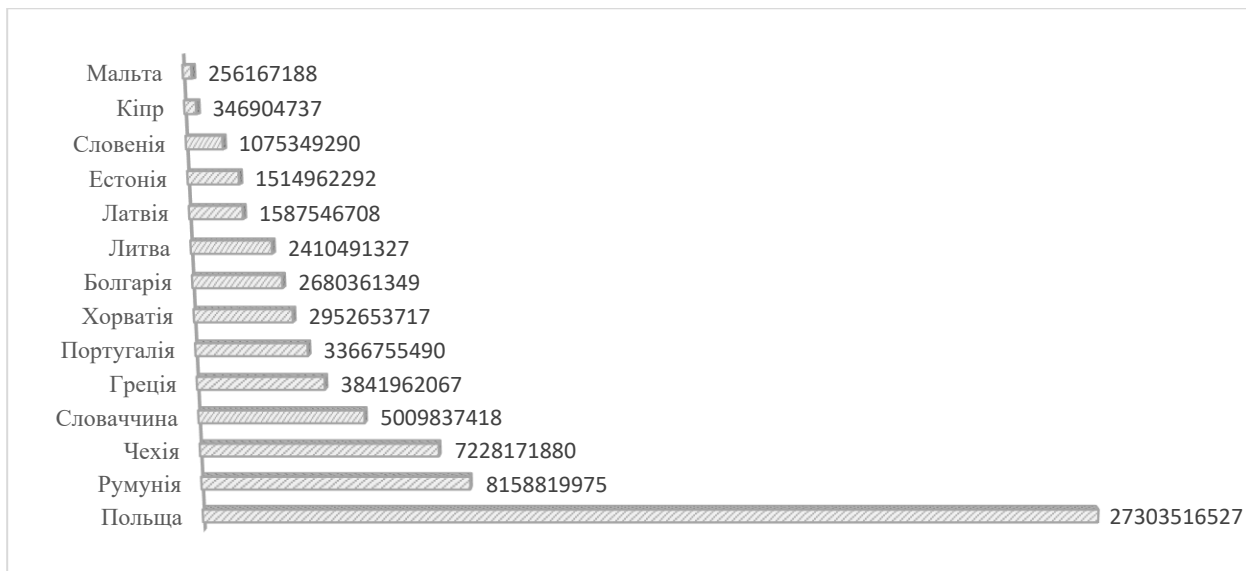 Мальта 256167188
Кіпр 346904737
Словенія 1075349290
Естонія 1514962292
Латвія 1587546708
Литва 2410491327
Болгарія 2680361349
Хорватія 2952653717
Португалія 3366755490
Греція 3841962067
Словаччина 5009837418
Чехія 7228171880
Румунія 8158819975
Польща 27303516527